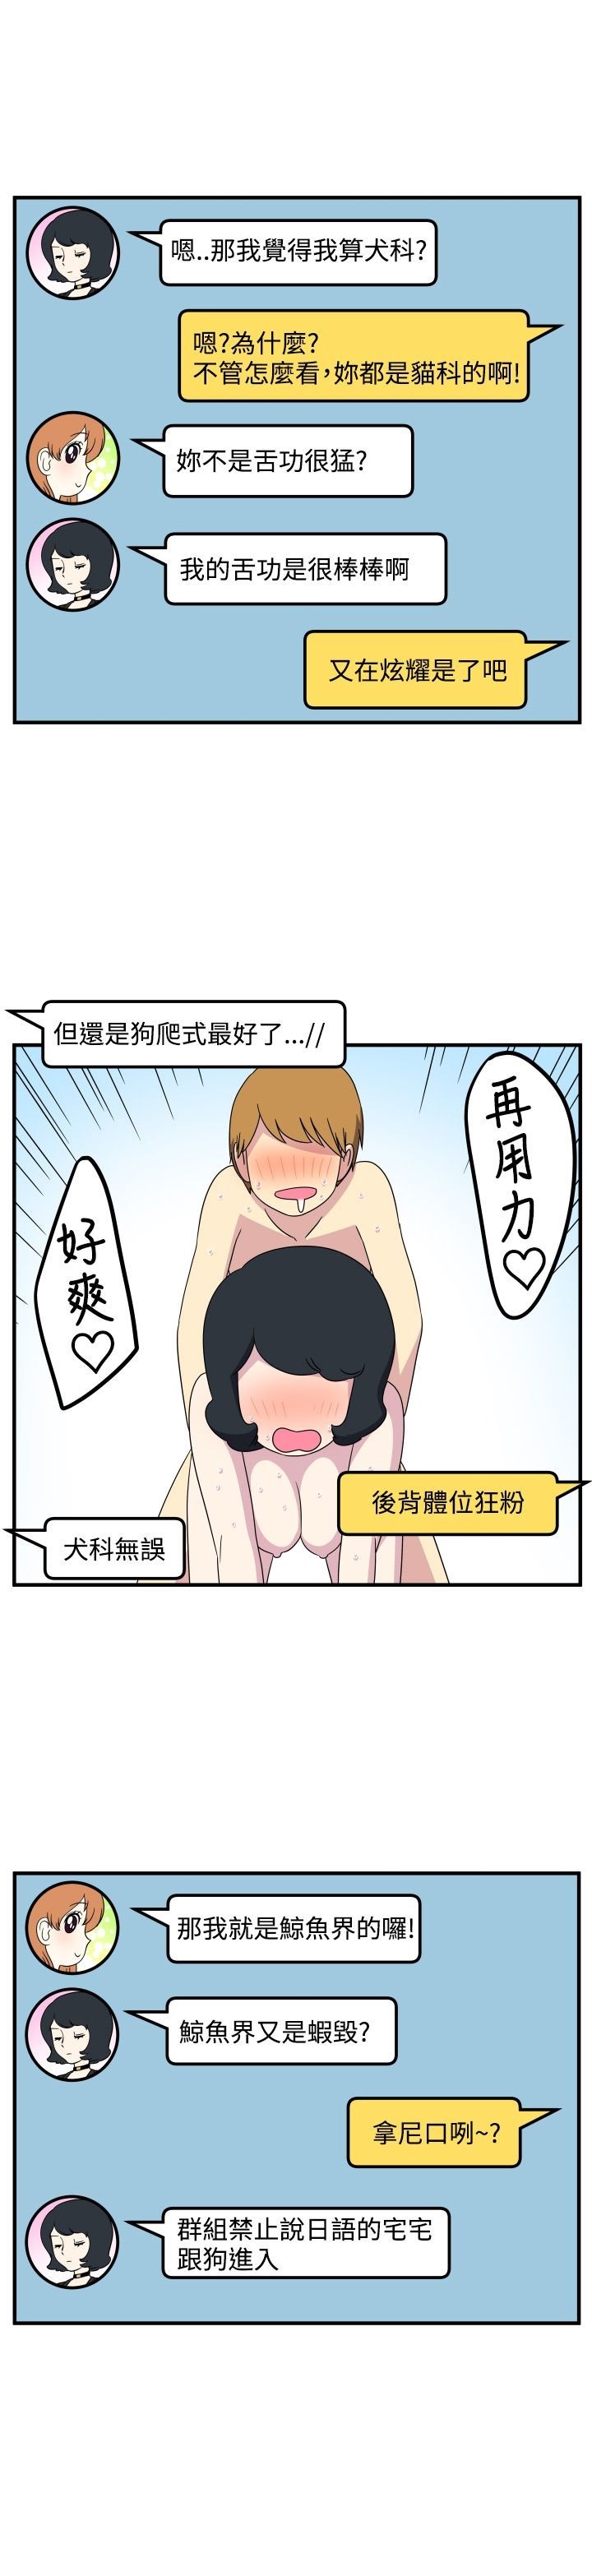 嗯..那我覺得我算犬科?
嗯?為什麼?
不管怎麼看，妳都是貓科的啊!
妳不是舌功很猛?
我的舌功是很棒棒啊
又在炫耀是了吧
但還是狗爬式最好了...//
再用力♡
好爽♡
後背體位狂粉
犬科無誤
那我就是鯨魚界的囉!
鯨魚界又是蝦毀?
拿尼口咧~?
群組禁止說日語的宅宅
跟狗進入